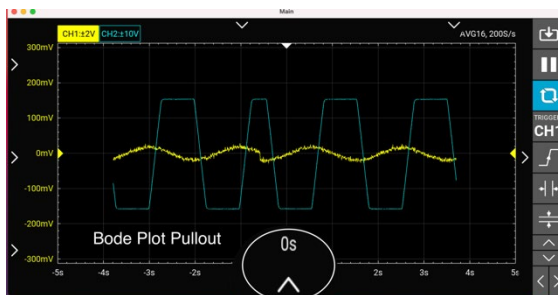 Main
CH1:±2V CH2:±10V
AVG16, 200S/s
300mV
200mV
100mV
0mV
-100mV
-200mV
-300mV
TRIGGER
CH1
Bode Plot Pullout
0s
-5s -4s -3s -2s 2s 3s 4s 5s